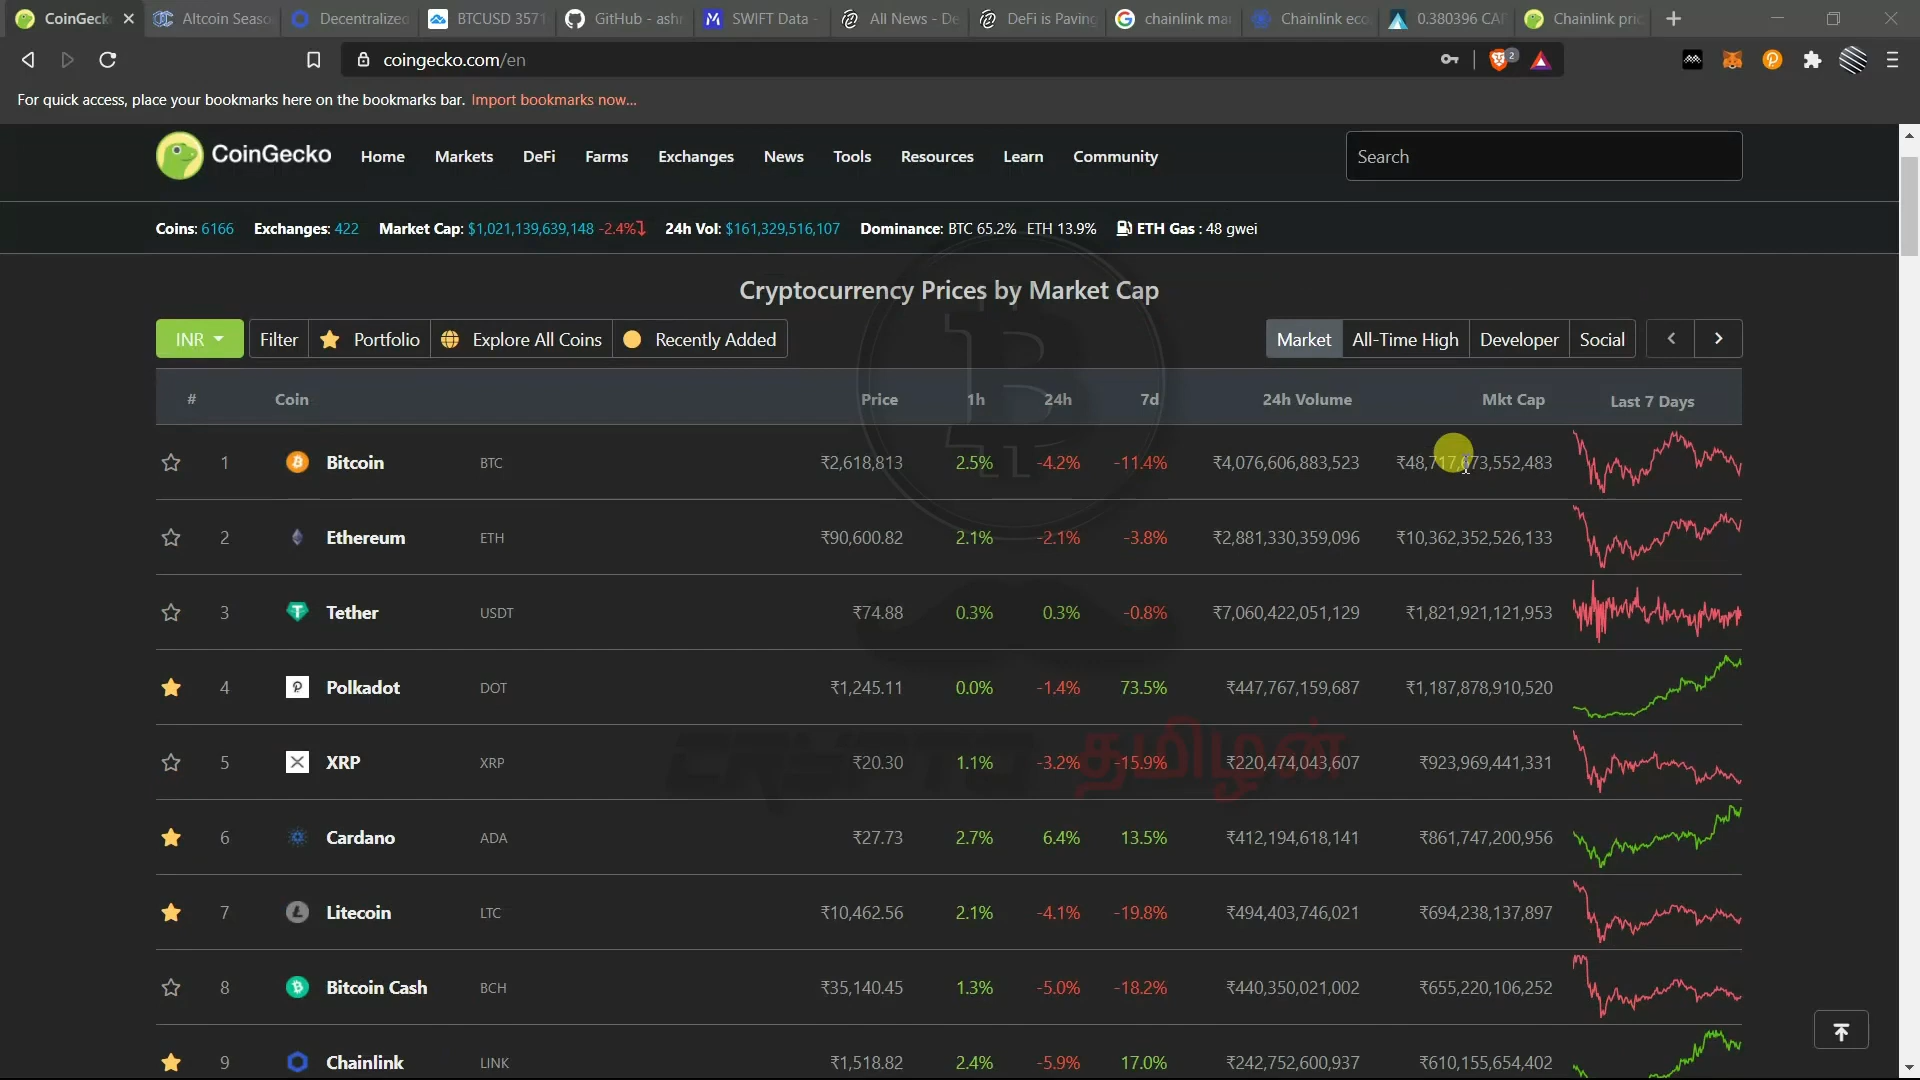 CoinGeck
Altcoin Seaso
Decentralized
BTCUSD 3571
GitHub - ashr
SWIFT Data -
All News - De
DeFi is Paving
chainlink mar
Chainlink eco
0.380396 CAD
Chainlink pric
coingecko.com/en
2
For quick access, place your bookmarks here on the bookmarks bar. Import bookmarks now...
CoinGecko Home Markets DeFi Farms Exchanges News Tools Resources Learn Community
Search
Coins: 6166 Exchanges: 422 Market Cap: $1,021,139,639,148 -2.4% 24h Vol: $161,329,516,107 Dominance: BTC 65.2% ETH 13.9% ETH Gas : 48 gwei
Cryptocurrency Prices by Market Cap
INR Filter Portfolio Explore All Coins Recently Added Market All-Time High Developer Social
# Coin Price 1h 24h 7d 24h Volume Mkt Cap Last 7 Days
1 Bitcoin BTC ₹2,618,813 2.5% -4.2% -11.4% ₹4,076,606,883,523 ₹48,717,673,552,483
2 Ethereum ETH ₹90,600.82 2.1% -2.1% -3.8% ₹2,881,330,359,096 ₹10,362,352,526,133
3 Tether USDT ₹74.88 0.3% 0.3% -0.8% ₹7,060,422,051,129 ₹1,821,921,121,953
4 Polkadot DOT ₹1,245.11 0.0% -1.4% 73.5% ₹447,767,159,687 ₹1,187,878,910,520
5 XRP XRP ₹20.30 1.1% -3.2% -15.9% ₹220,474,043,607 ₹923,969,441,331
crypto தமிழன்
6 Cardano ADA ₹27.73 2.7% 6.4% 13.5% ₹412,194,618,141 ₹861,747,200,956
7 Litecoin LTC ₹10,462.56 2.1% -4.1% -19.8% ₹494,403,746,021 ₹694,238,137,897
8 Bitcoin Cash BCH ₹35,140.45 1.3% -5.0% -18.2% ₹440,350,021,002 ₹655,220,106,252
9 Chainlink LINK ₹1,518.82 2.4% -5.9% 17.0% ₹242,752,600,937 ₹610,155,654,402